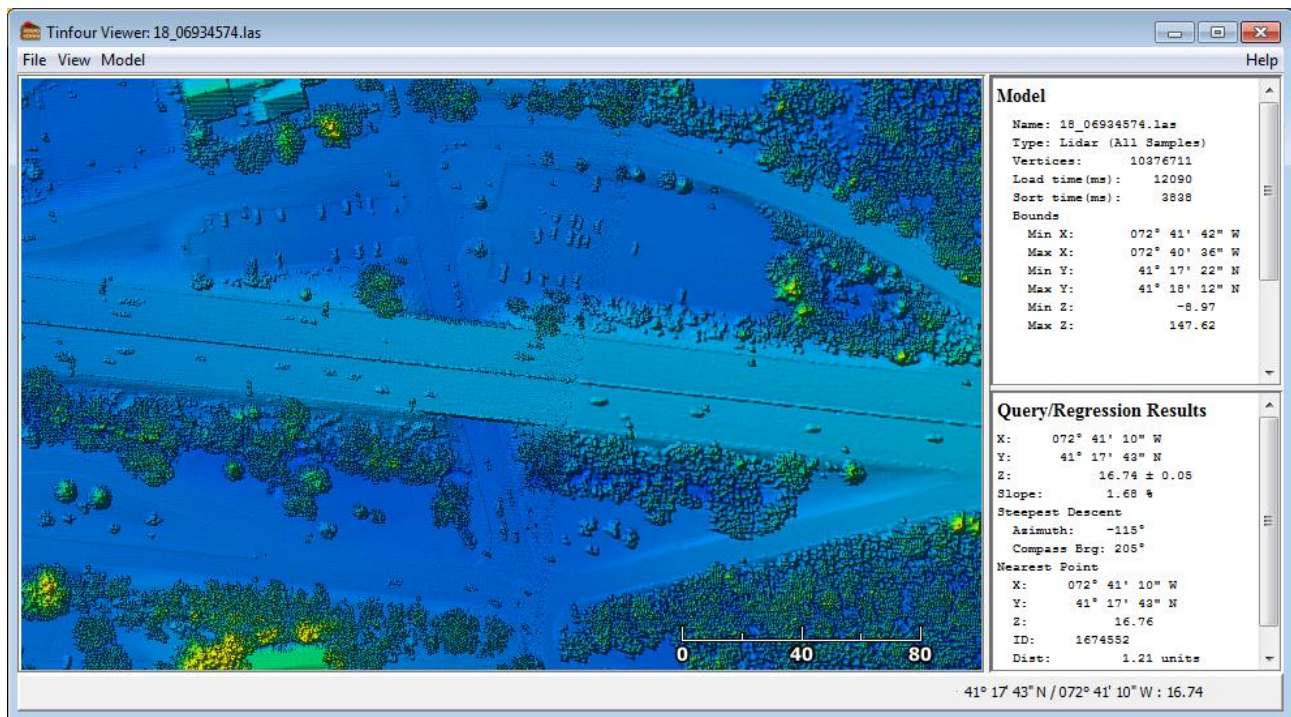 Tinfour Viewer: 18_06934574.las
File View Model Help
Model
Name: 18_06934574.las
Type: Lidar (All Samples)
Vertices: 10376711
Load time(ms): 12090
Sort time(ms): 3838
Bounds
Min X: 072° 41' 42" W
Max X: 072° 40' 36" W
Min Y: 41° 17' 22" N
Max Y: 41° 18' 12" N
Min Z: -8.97
Max Z: 147.62
Query/Regression Results
X: 072° 41' 10" W
Y: 41° 17' 43" N
Z: 16.74 ± 0.05
Slope: 1.68 %
Steepest Descent
Azimuth: -115°
Compass Brg: 205°
Nearest Point
X: 072° 41' 10" W
Y: 41° 17' 43" N
Z: 16.76
ID: 1674552
Dist: 1.21 units
0 40 80
41° 17' 43" N / 072° 41' 10" W : 16.74